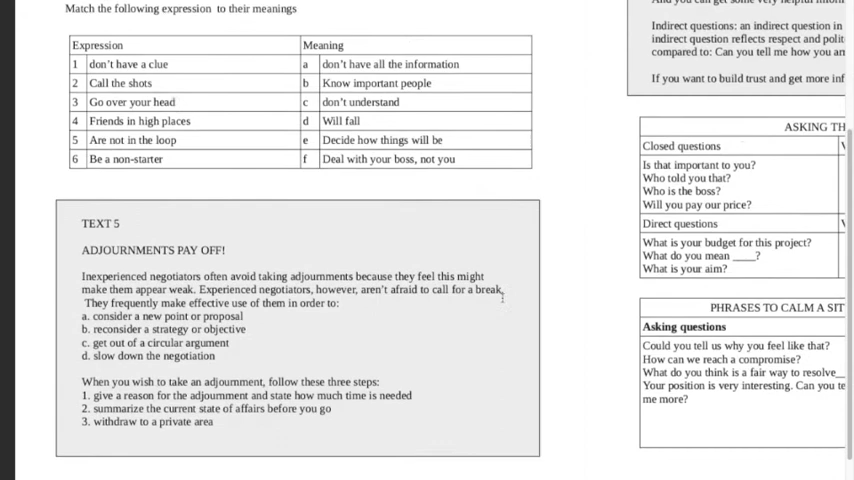 Match the following expression to their meanings
Expression Meaning
1 don't have a clue a don't have all the information
2 Call the shots b Know important people
3 Go over your head c don't understand
4 Friends in high places d Will fall
5 Are not in the loop e Decide how things will be
6 Be a non-starter f Deal with your boss, not you
TEXT 5
ADJOURNMENTS PAY OFF!
Inexperienced negotiators often avoid taking adjournments because they feel this might
make them appear weak. Experienced negotiators, however, aren't afraid to call for a break.
They frequently make effective use of them in order to:
a. consider a new point or proposal
b. reconsider a strategy or objective
c. get out of a circular argument
d. slow down the negotiation
When you wish to take an adjournment, follow these three steps:
1. give a reason for the adjournment and state how much time is needed
2. summarize the current state of affairs before you go
3. withdraw to a private area
Indirect questions: an indirect question in
indirect question reflects respect and polit
compared to: Can you tell me how you
If you want to build trust and get more inf
ASKING TH
Closed questions
Is that important to you?
Who told you that?
Who is the boss?
Will you pay our price?
Direct questions
What is your budget for this project?
What do you mean ____?
What is your aim?
PHRASES TO CALM A SIT
Asking questions
Could you tell us why you feel like that?
How can we reach a compromise?
What do you think is a fair way to resolve__
Your position is very interesting. Can you te
me more?